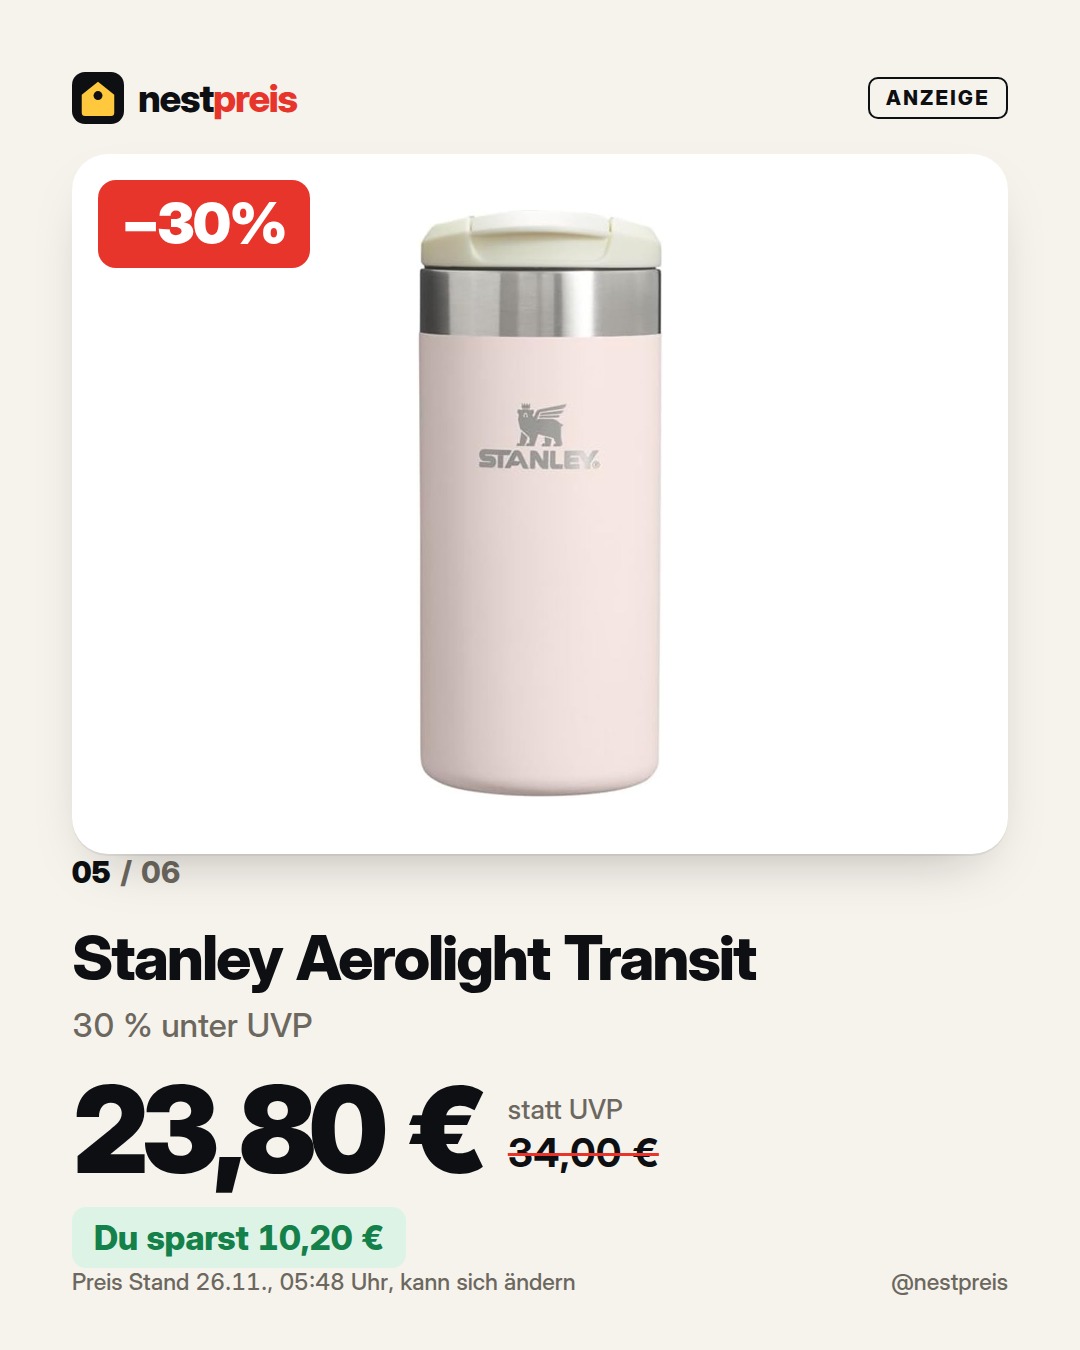 nestpreis
ANZEIGE
–30%
STANLEY®
05 / 06
Stanley Aerolight Transit
30 % unter UVP
23,80 €
statt UVP
34,00 €
Du sparst 10,20 €
Preis Stand 26.11., 05:48 Uhr, kann sich ändern
@nestpreis